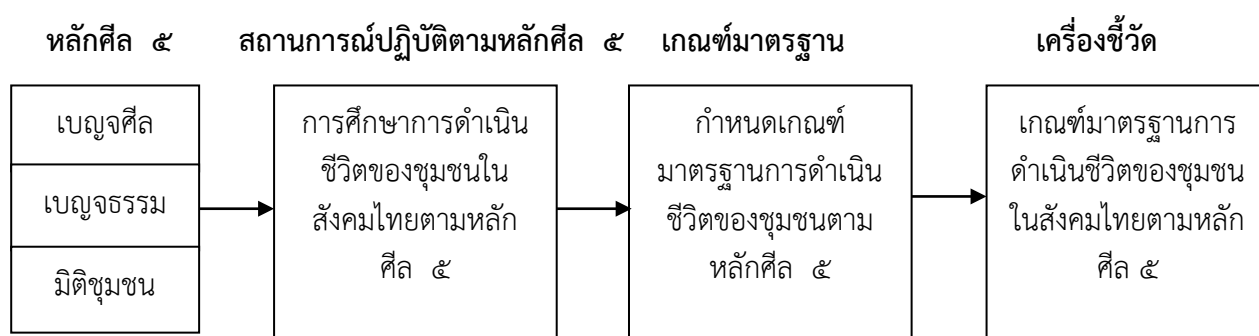 หลักศีล ๕
สถานการณ์ปฏิบัติตามหลักศีล ๕
เกณฑ์มาตรฐาน
เครื่องชี้วัด
เบญจศีล
เบญจธรรม
มิติชุมชน
การศึกษาการดำเนิน
ชีวิตของชุมชนใน
สังคมไทยตามหลัก
ศีล ๕
กำหนดเกณฑ์
มาตรฐานการดำเนิน
ชีวิตของชุมชนตาม
หลักศีล ๕
เกณฑ์มาตรฐานการ
ดำเนินชีวิตของชุมชน
ในสังคมไทยตามหลัก
ศีล ๕